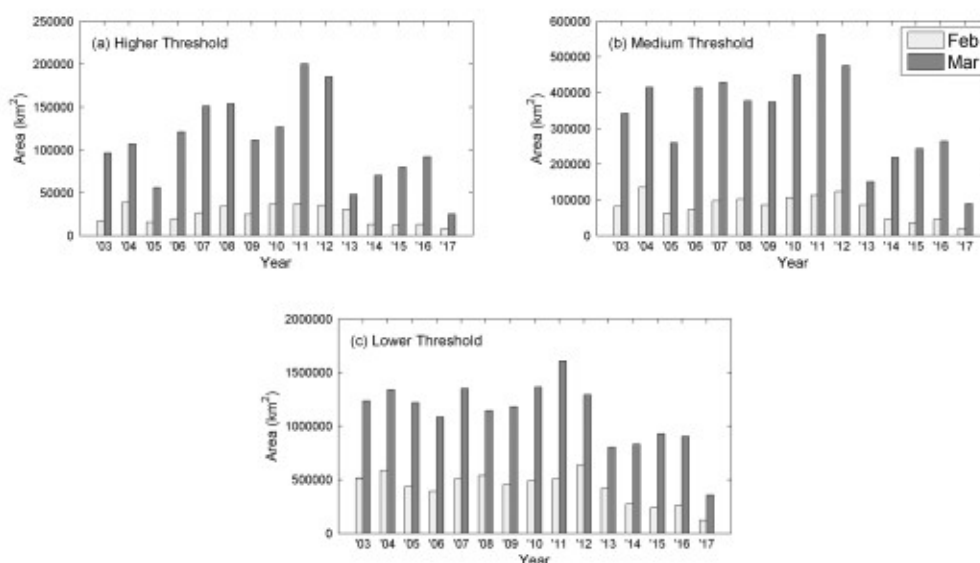 (a) Higher Threshold
250000
200000
150000
100000
50000
0
Area (km²)
'03 '04 '05 '06 '07 '08 '09 '10 '11 '12 '13 '14 '15 '16 '17
Year
(b) Medium Threshold
Feb
Mar
600000
500000
400000
300000
200000
100000
0
Area (km²)
'03 '04 '05 '06 '07 '08 '09 '10 '11 '12 '13 '14 '15 '16 '17
Year
(c) Lower Threshold
2000000
1500000
1000000
500000
0
Area (km²)
'03 '04 '05 '06 '07 '08 '09 '10 '11 '12 '13 '14 '15 '16 '17
Year